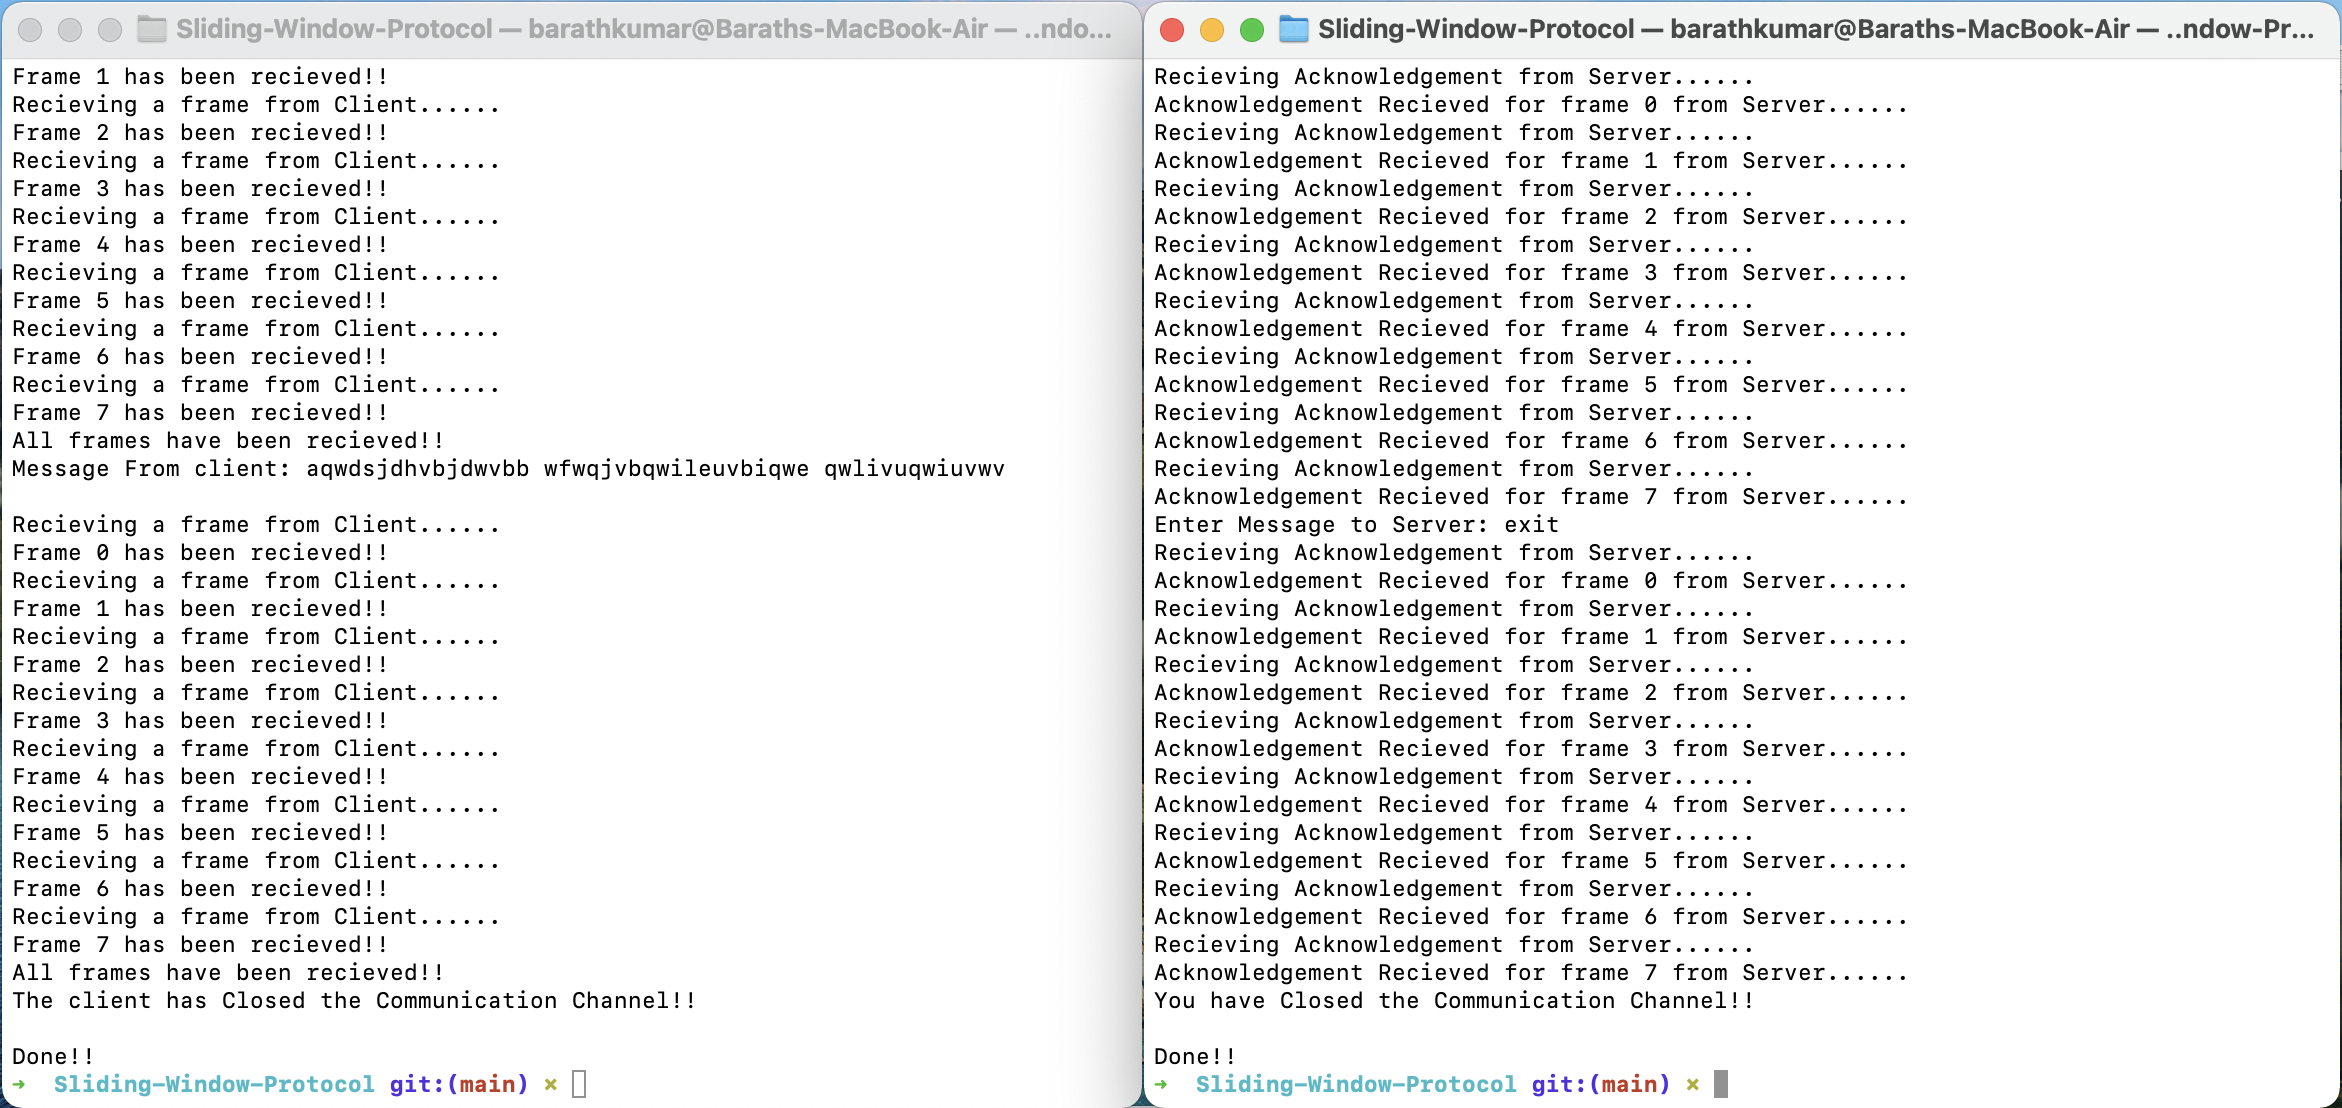 Sliding-Window-Protocol — barathkumar@Baraths-MacBook-Air — ..ndo...
Frame 1 has been recieved!!
Recieving a frame from Client......
Frame 2 has been recieved!!
Recieving a frame from Client......
Frame 3 has been recieved!!
Recieving a frame from Client......
Frame 4 has been recieved!!
Recieving a frame from Client......
Frame 5 has been recieved!!
Recieving a frame from Client......
Frame 6 has been recieved!!
Recieving a frame from Client......
Frame 7 has been recieved!!
All frames have been recieved!!
Message From client: aqwdsjdhvbjdwvbb wfwqjvbqwileuvbiqwe qwlivuqwiuvwv
Recieving a frame from Client......
Frame 0 has been recieved!!
Recieving a frame from Client......
Frame 1 has been recieved!!
Recieving a frame from Client......
Frame 2 has been recieved!!
Recieving a frame from Client......
Frame 3 has been recieved!!
Recieving a frame from Client......
Frame 4 has been recieved!!
Recieving a frame from Client......
Frame 5 has been recieved!!
Recieving a frame from Client......
Frame 6 has been recieved!!
Recieving a frame from Client......
Frame 7 has been recieved!!
All frames have been recieved!!
The client has Closed the Communication Channel!!
Done!!
➜ Sliding-Window-Protocol git:(main) ×
Sliding-Window-Protocol — barathkumar@Baraths-MacBook-Air — ..ndow-Pr...
Recieving Acknowledgement from Server......
Acknowledgement Recieved for frame 0 from Server......
Recieving Acknowledgement from Server......
Acknowledgement Recieved for frame 1 from Server......
Recieving Acknowledgement from Server......
Acknowledgement Recieved for frame 2 from Server......
Recieving Acknowledgement from Server......
Acknowledgement Recieved for frame 3 from Server......
Recieving Acknowledgement from Server......
Acknowledgement Recieved for frame 4 from Server......
Recieving Acknowledgement from Server......
Acknowledgement Recieved for frame 5 from Server......
Recieving Acknowledgement from Server......
Acknowledgement Recieved for frame 6 from Server......
Recieving Acknowledgement from Server......
Acknowledgement Recieved for frame 7 from Server......
Enter Message to Server: exit
Recieving Acknowledgement from Server......
Acknowledgement Recieved for frame 0 from Server......
Recieving Acknowledgement from Server......
Acknowledgement Recieved for frame 1 from Server......
Recieving Acknowledgement from Server......
Acknowledgement Recieved for frame 2 from Server......
Recieving Acknowledgement from Server......
Acknowledgement Recieved for frame 3 from Server......
Recieving Acknowledgement from Server......
Acknowledgement Recieved for frame 4 from Server......
Recieving Acknowledgement from Server......
Acknowledgement Recieved for frame 5 from Server......
Recieving Acknowledgement from Server......
Acknowledgement Recieved for frame 6 from Server......
Recieving Acknowledgement from Server......
Acknowledgement Recieved for frame 7 from Server......
You have Closed the Communication Channel!!
Done!!
➜ Sliding-Window-Protocol git:(main) ×